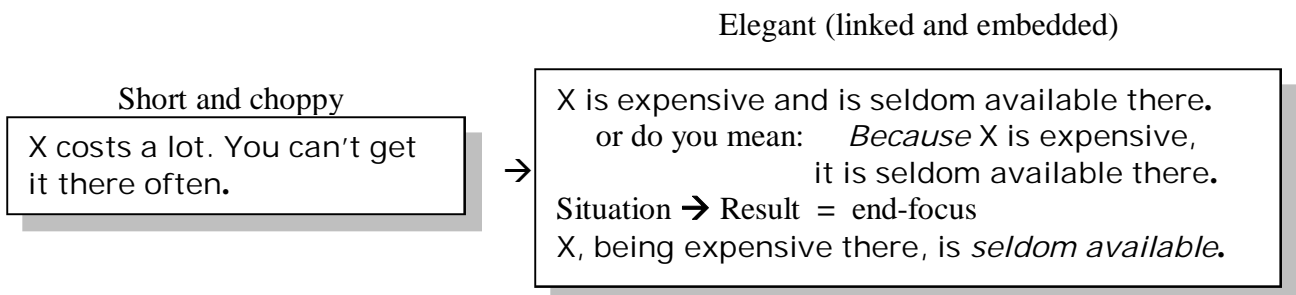 Elegant (linked and embedded)
Short and choppy
X costs a lot. You can't get
it there often.
→
X is expensive and is seldom available there.
or do you mean: Because X is expensive,
it is seldom available there.
Situation → Result = end-focus
X, being expensive there, is seldom available.